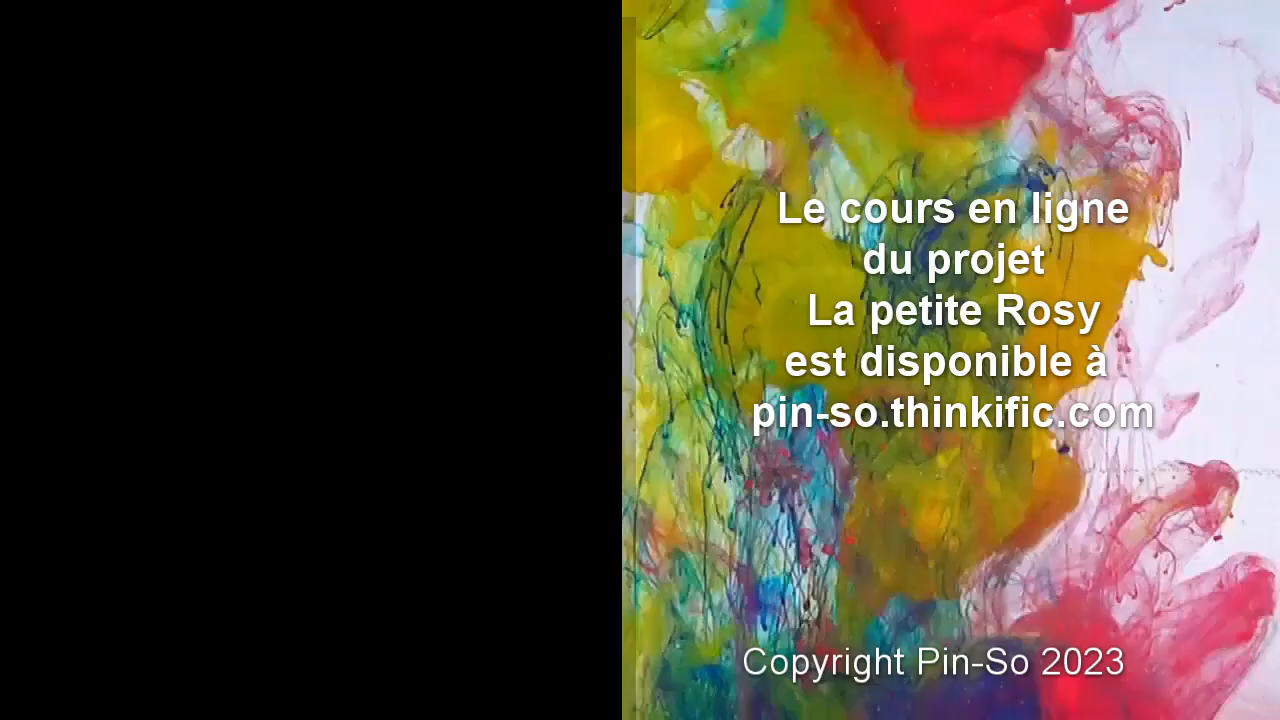 Le cours en ligne
du projet
La petite Rosy
est disponible à
pin-so.thinkific.com
Copyright Pin-So 2023